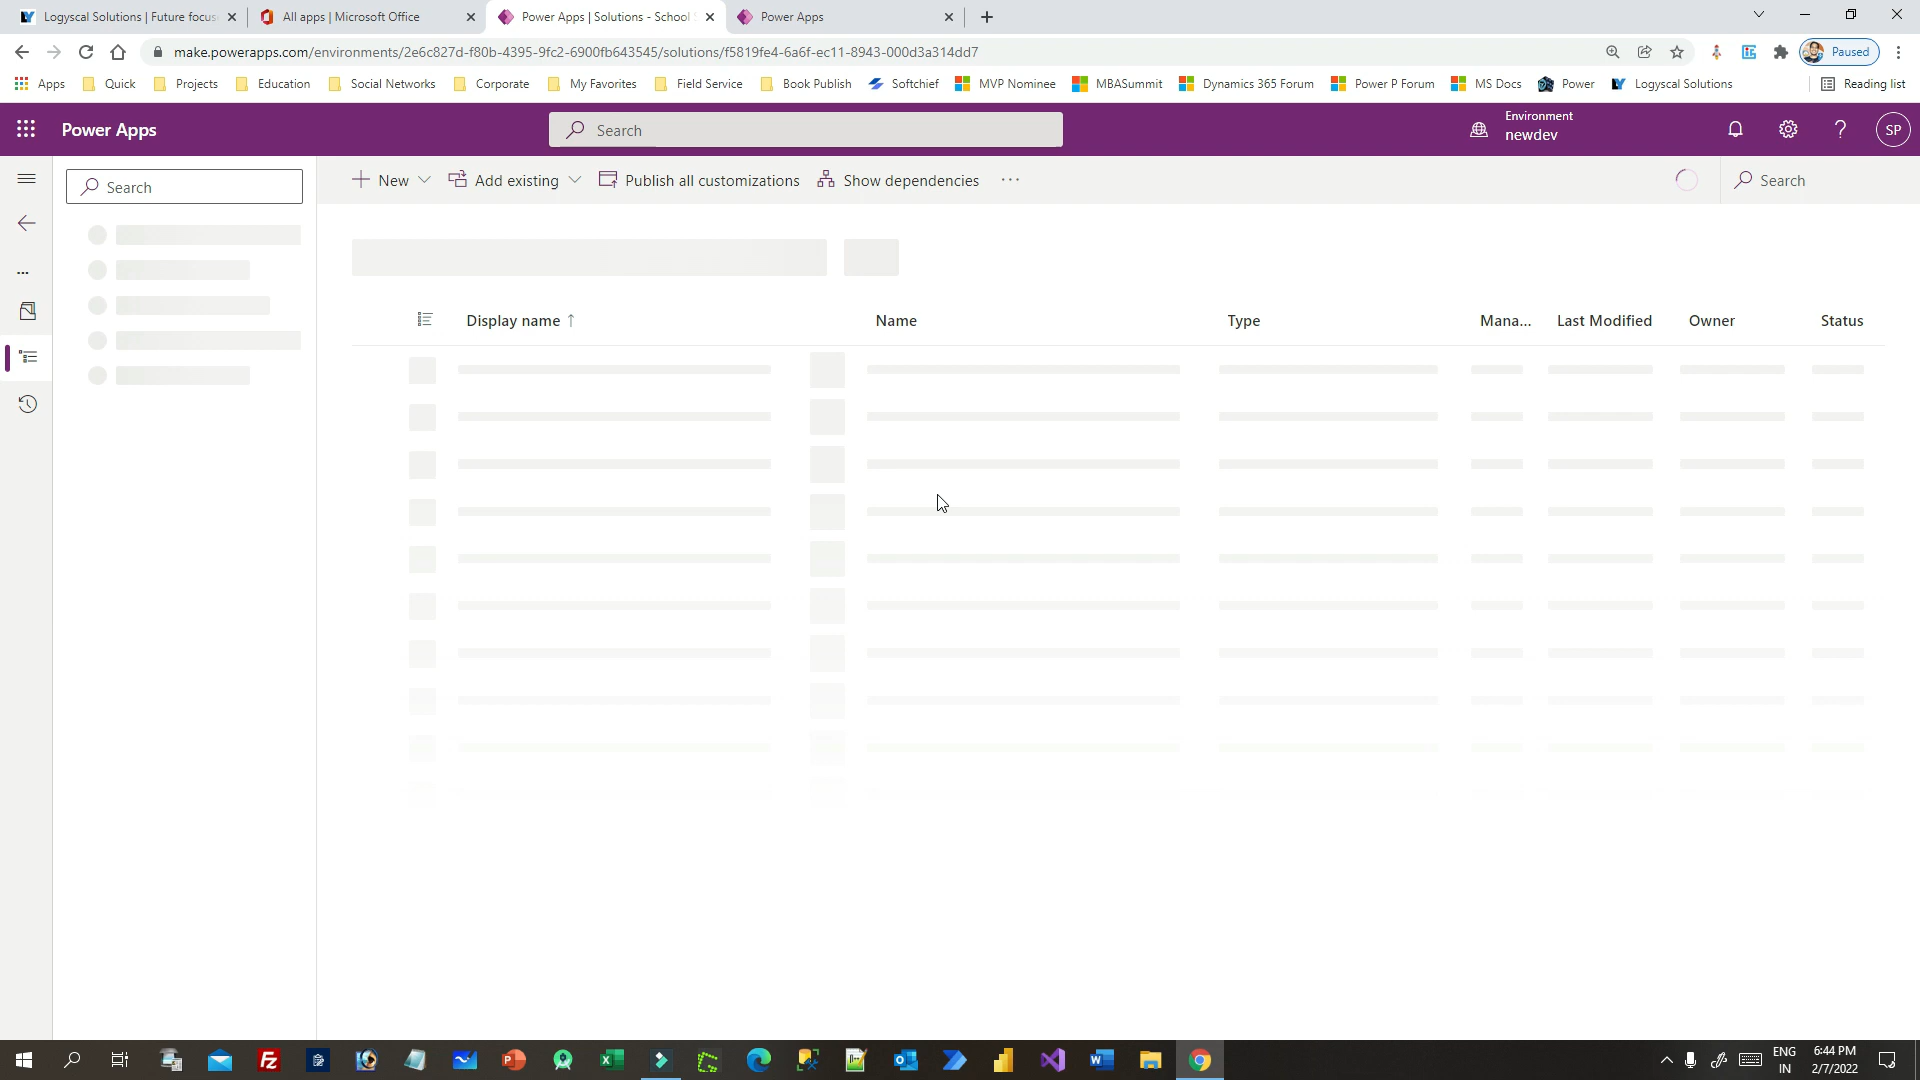 Logyscal Solutions | Future focus
All apps | Microsoft Office
Power Apps | Solutions - School
Power Apps
make.powerapps.com/environments/2e6c827d-f80b-4395-9fc2-6900fb643545/solutions/f5819fe4-6a6f-ec11-8943-000d3a314dd7
Paused
Apps Quick Projects Education Social Networks Corporate My Favorites Field Service Book Publish Softchief MVP Nominee MBASummit Dynamics 365 Forum Power P Forum MS Docs Power Logyscal Solutions Reading list
Power Apps
Search
Environment
newdev
SP
Search
New Add existing Publish all customizations Show dependencies ...
Search
Display name ↑ Name Type Mana... Last Modified Owner Status
ENG
IN
6:44 PM
2/7/2022